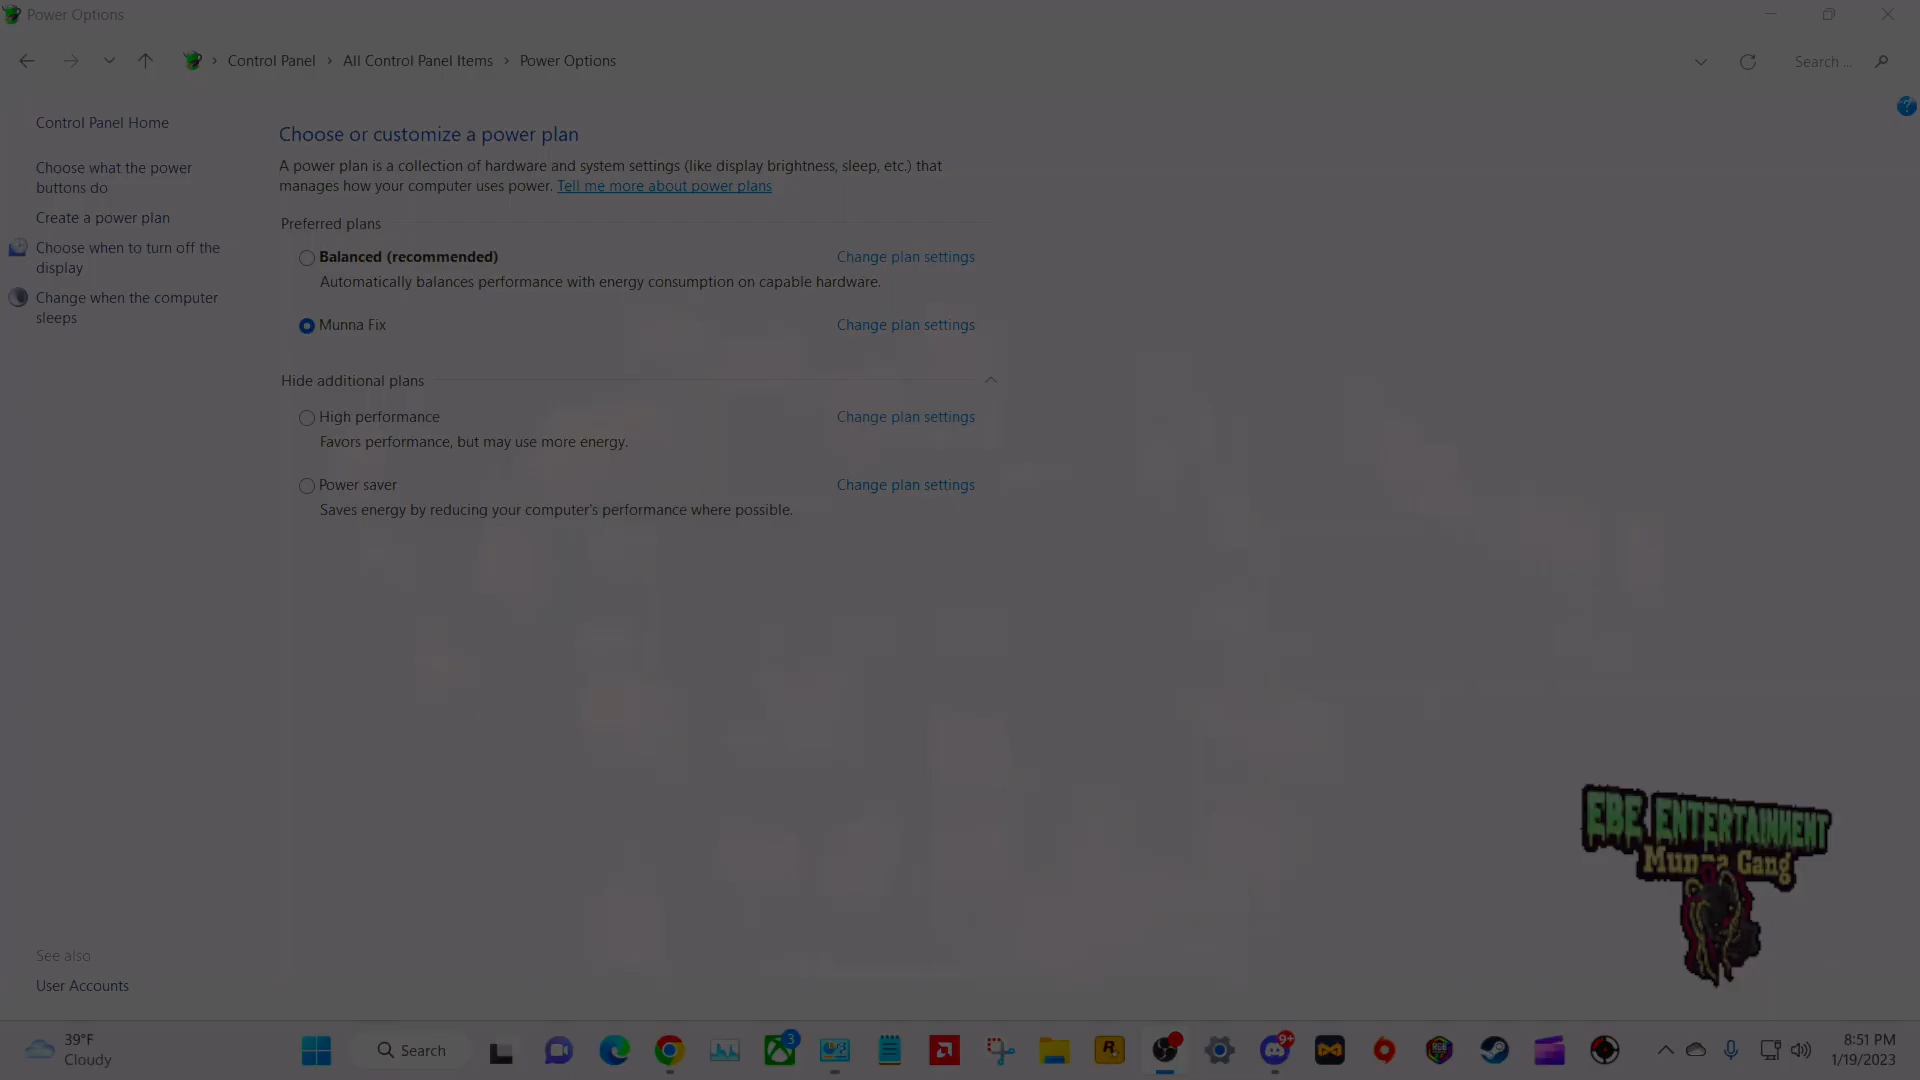 Power Options
Control Panel › All Control Panel Items › Power Options
Search ...
Control Panel Home
Choose what the power
buttons do
Create a power plan
Choose when to turn off the
display
Change when the computer
sleeps
Choose or customize a power plan
A power plan is a collection of hardware and system settings (like display brightness, sleep, etc.) that
manages how your computer uses power. Tell me more about power plans
Preferred plans
Balanced (recommended) Change plan settings
Automatically balances performance with energy consumption on capable hardware.
Munna Fix Change plan settings
Hide additional plans
High performance Change plan settings
Favors performance, but may use more energy.
Power saver Change plan settings
Saves energy by reducing your computer's performance where possible.
EBE ENTERTAINMENT
Munna Gang
See also
User Accounts
39°F
Cloudy
Search
3
9+
8:51 PM
1/19/2023